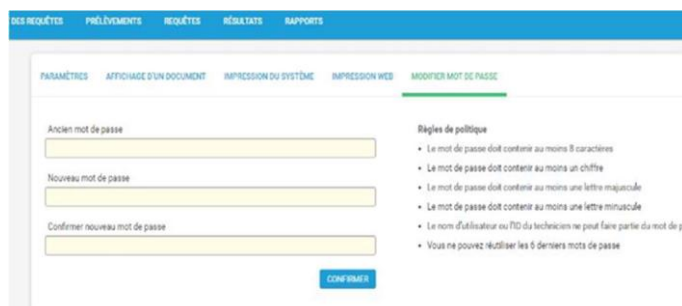 DES REQUÊTES PRÉLÈVEMENTS REQUÊTES RÉSULTATS RAPPORTS
PARAMÈTRES AFFICHAGE D'UN DOCUMENT IMPRESSION DU SYSTÈME IMPRESSION WEB MODIFIER MOT DE PASSE
Ancien mot de passe
Nouveau mot de passe
Confirmer nouveau mot de passe
CONFIRMER
Règles de politique
• Le mot de passe doit contenir au moins 8 caractères
• Le mot de passe doit contenir au moins un chiffre
• Le mot de passe doit contenir au moins une lettre majuscule
• Le mot de passe doit contenir au moins une lettre minuscule
• Le nom d'utilisateur ou l'ID du technicien ne peut faire partie du mot de p
• Vous ne pouvez réutiliser les 6 derniers mots de passe